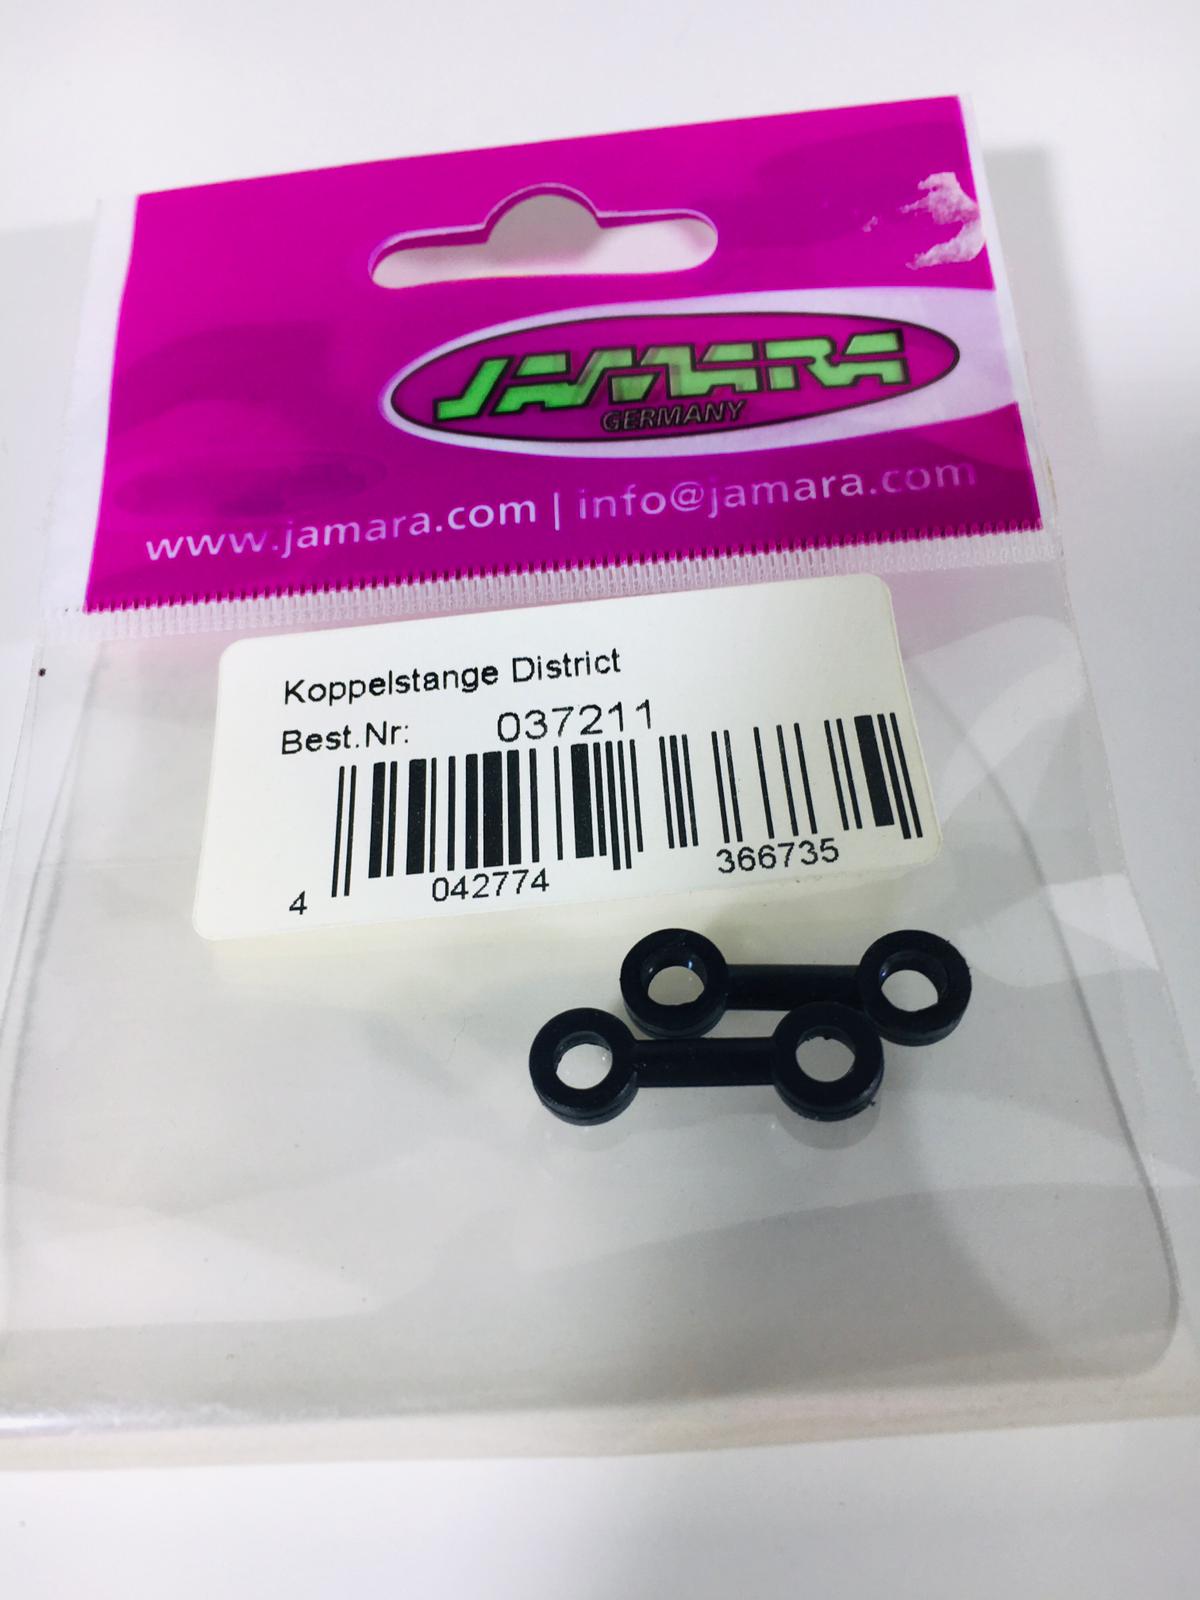 JAMARA
GERMANY
www.jamara.com | info@jamara.com
Koppelstange District
Best.Nr: 037211
4 042774 366735